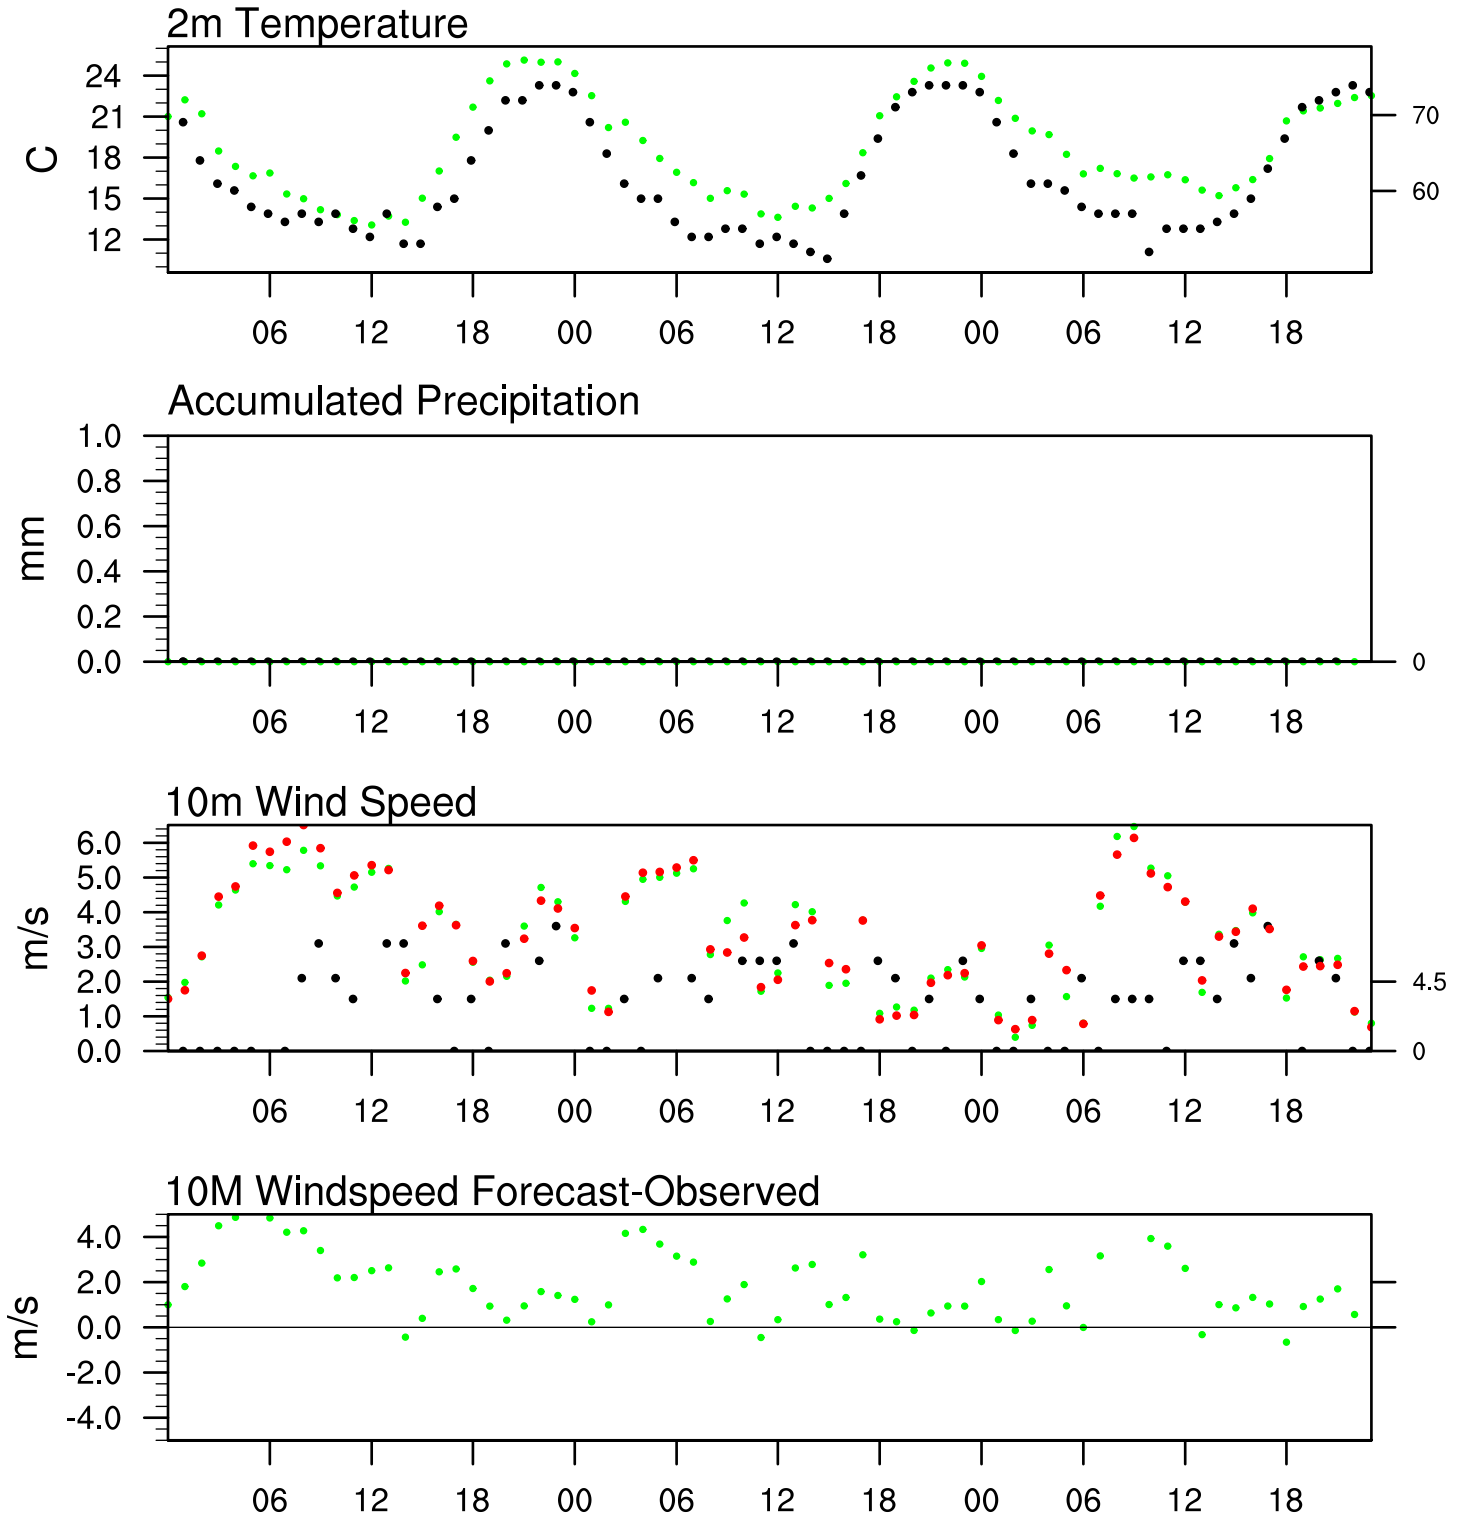 2m Temperature
24
21
18
15
12
C
70
60
06 12 18 00 06 12 18 00 06 12 18
Accumulated Precipitation
1.0
0.8
0.6
0.4
0.2
0.0
mm
0
06 12 18 00 06 12 18 00 06 12 18
10m Wind Speed
6.0
5.0
4.0
3.0
2.0
1.0
0.0
m/s
4.5
0
06 12 18 00 06 12 18 00 06 12 18
10M Windspeed Forecast-Observed
4.0
2.0
0.0
-2.0
-4.0
m/s
06 12 18 00 06 12 18 00 06 12 18